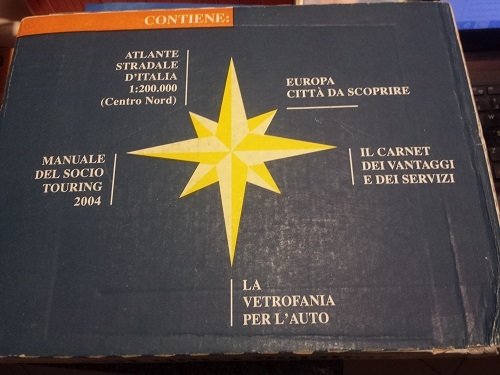 CONTIENE:
ATLANTE
STRADALE
D'ITALIA
1:200.000
(Centro Nord)
EUROPA
CITTÀ DA SCOPRIRE
MANUALE
DEL SOCIO
TOURING
2004
IL CARNET
DEI VANTAGGI
E DEI SERVIZI
LA
VETROFANIA
PER L'AUTO